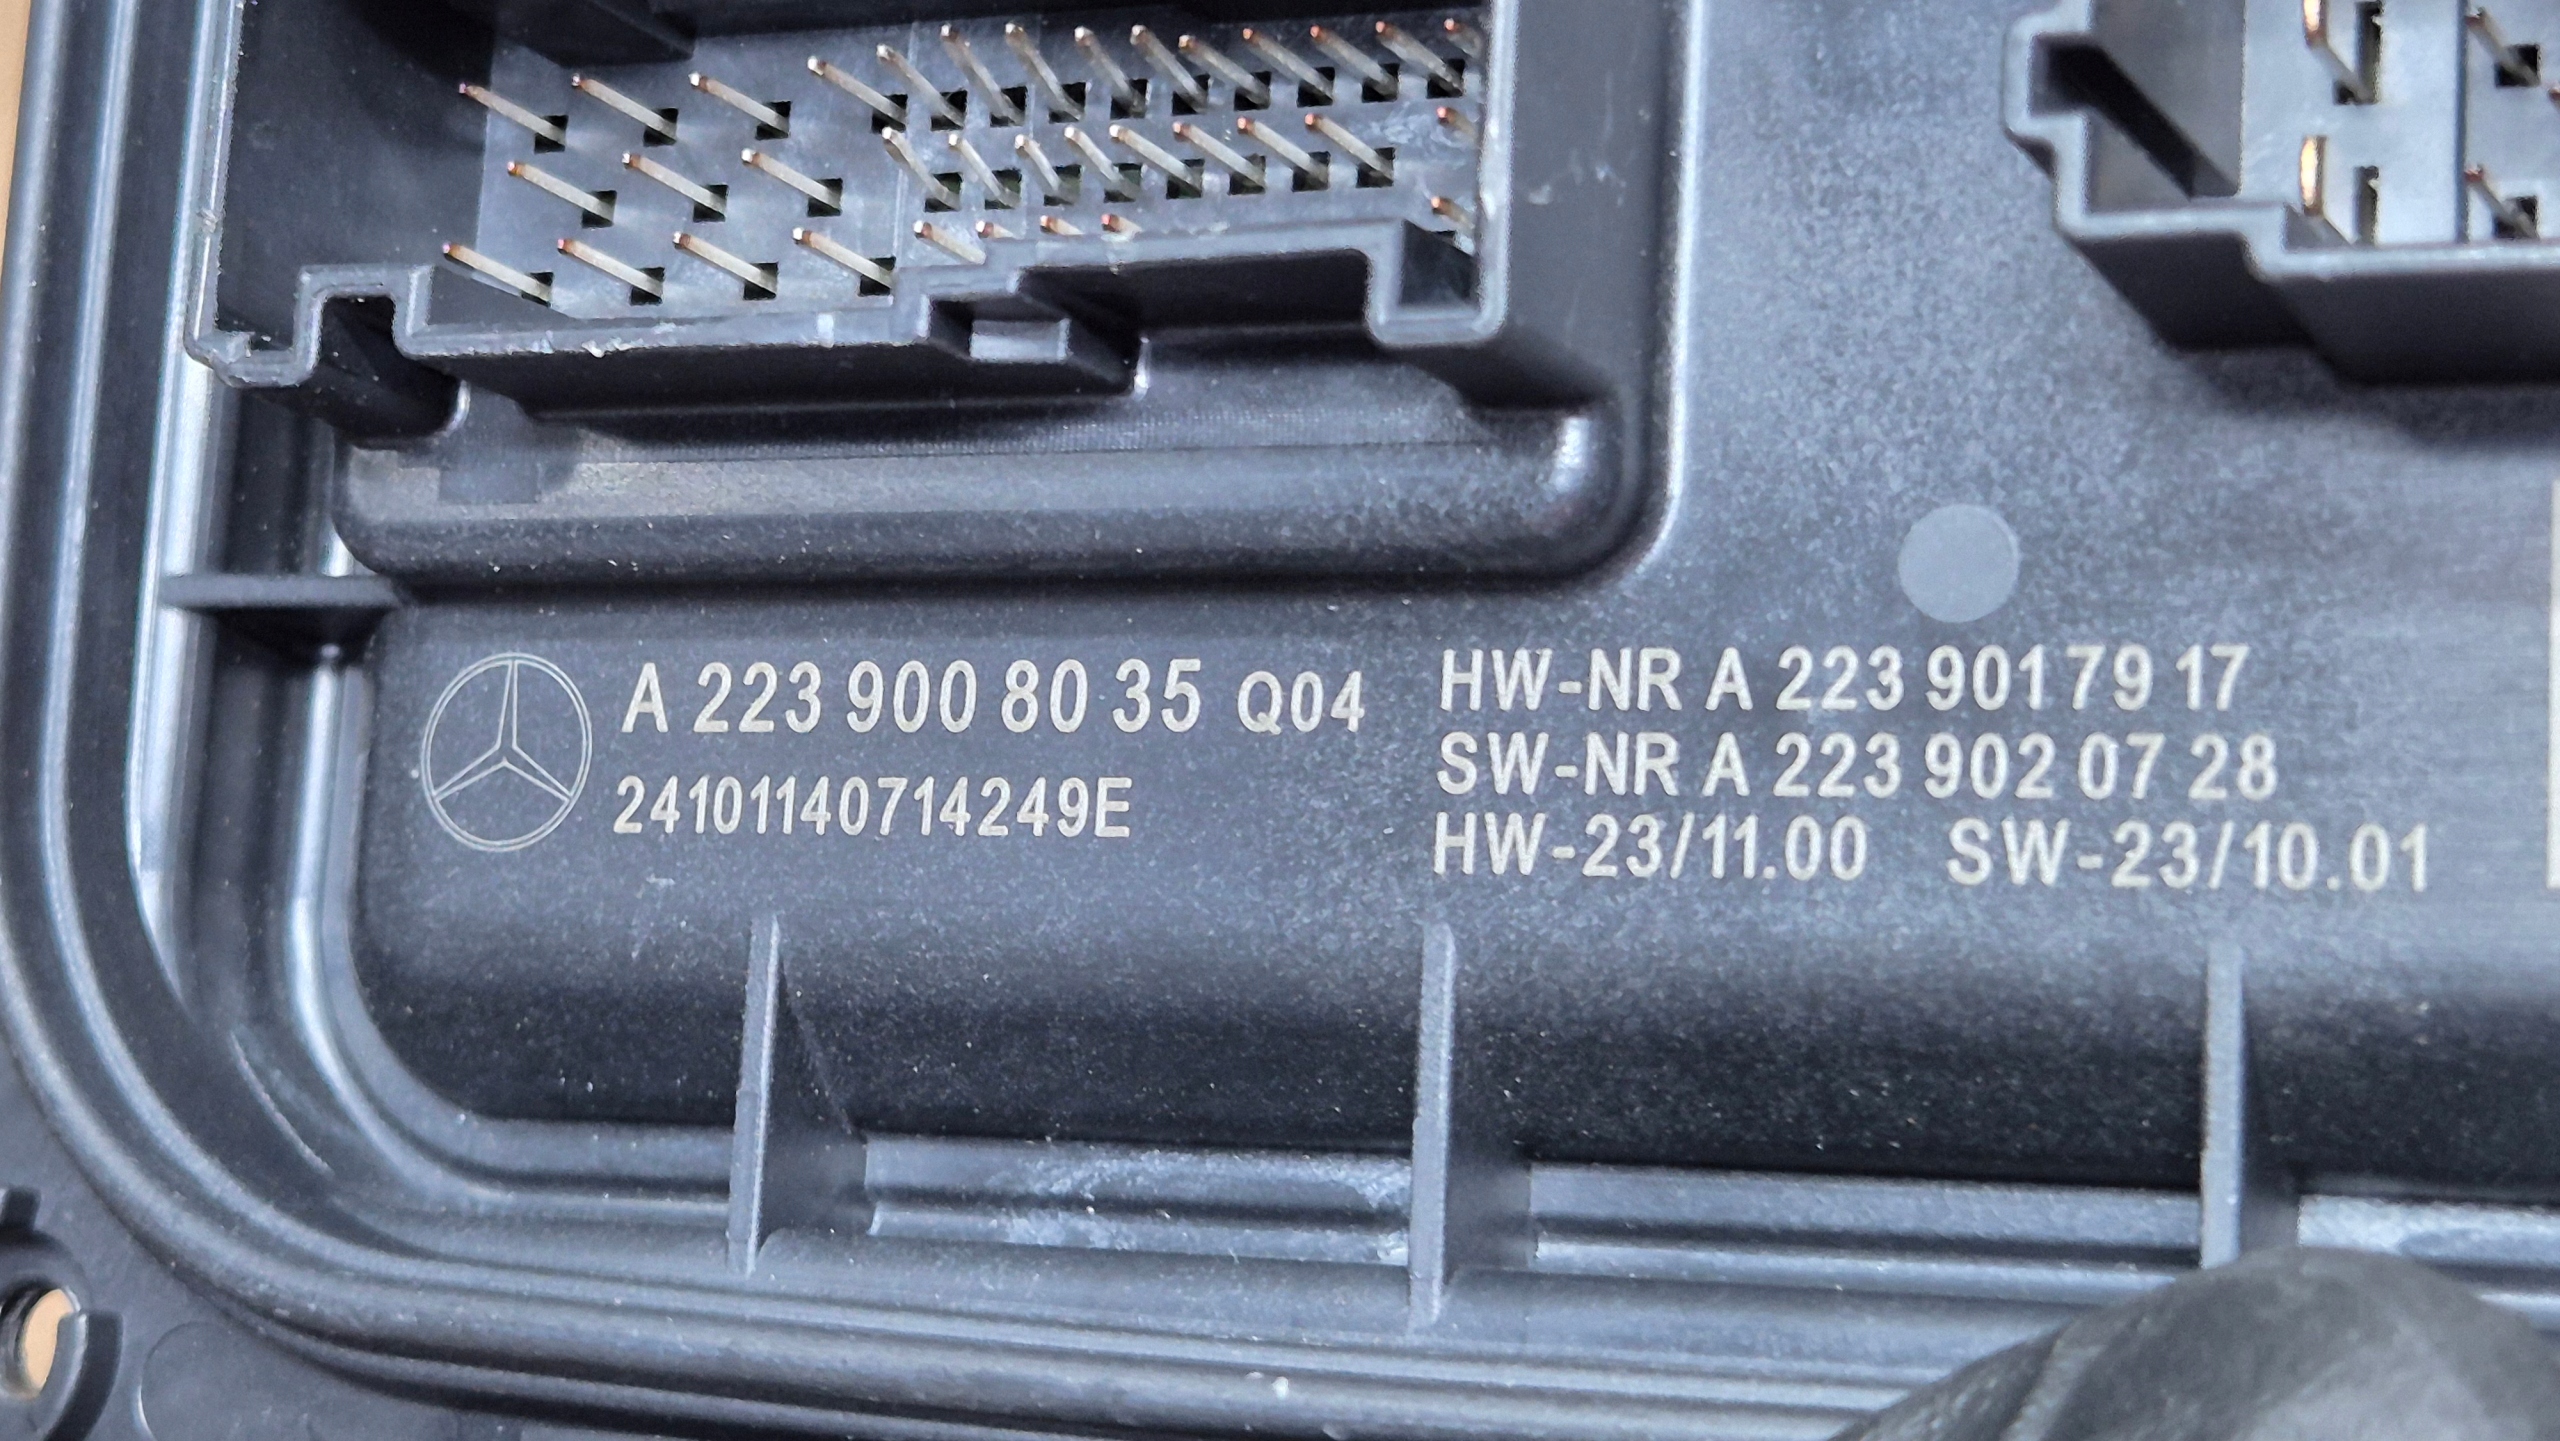 A 223 900 80 35 Q04
24101140714249E
HW-NR A 223 901 79 17
SW-NR A 223 902 07 28
HW-23/11.00 SW-23/10.01